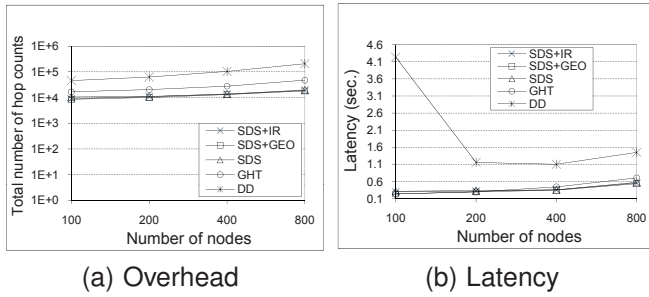 Total number of hop counts
1E+6
1E+5
1E+4
1E+3
1E+2
1E+1
1E+0
SDS+IR
SDS+GEO
SDS
GHT
DD
100
200
400
800
Number of nodes
(a) Overhead
Latency (sec.)
4.6
4.1
3.6
3.1
2.6
2.1
1.6
1.1
0.6
0.1
SDS+IR
SDS+GEO
SDS
GHT
DD
100
200
400
800
Number of nodes
(b) Latency